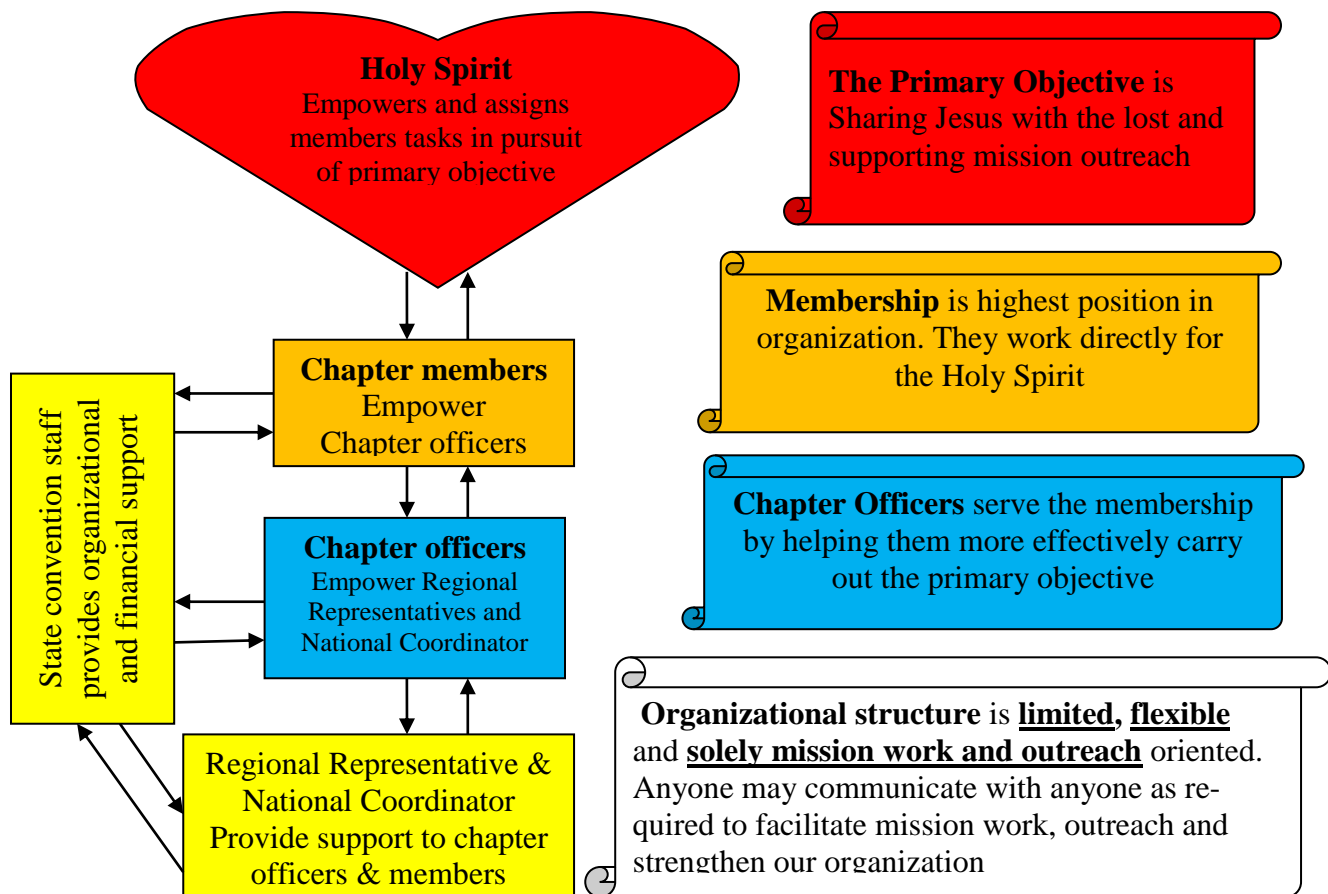 Holy Spirit
Empowers and assigns
members tasks in pursuit
of primary objective
The Primary Objective is
Sharing Jesus with the lost and
supporting mission outreach
Membership is highest position in
organization. They work directly for
the Holy Spirit
Chapter members
Empower
Chapter officers
State convention staff
provides organizational
and financial support
Chapter officers
Empower Regional
Representatives and
National Coordinator
Chapter Officers serve the membership
by helping them more effectively carry
out the primary objective
Regional Representative &
National Coordinator
Provide support to chapter
officers & members
Organizational structure is limited, flexible
and solely mission work and outreach oriented.
Anyone may communicate with anyone as re-
quired to facilitate mission work, outreach and
strengthen our organization